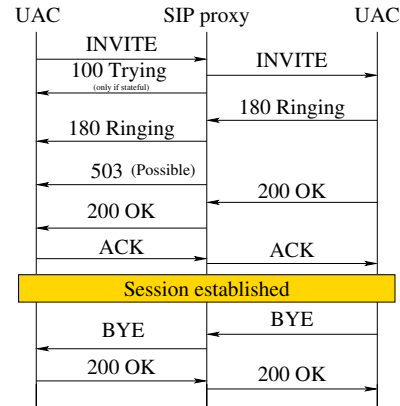 UAC SIP proxy UAC
INVITE
INVITE
100 Trying
(only if stateful)
180 Ringing
180 Ringing
503 (Possible)
200 OK
200 OK
ACK
ACK
Session established
BYE
BYE
200 OK
200 OK